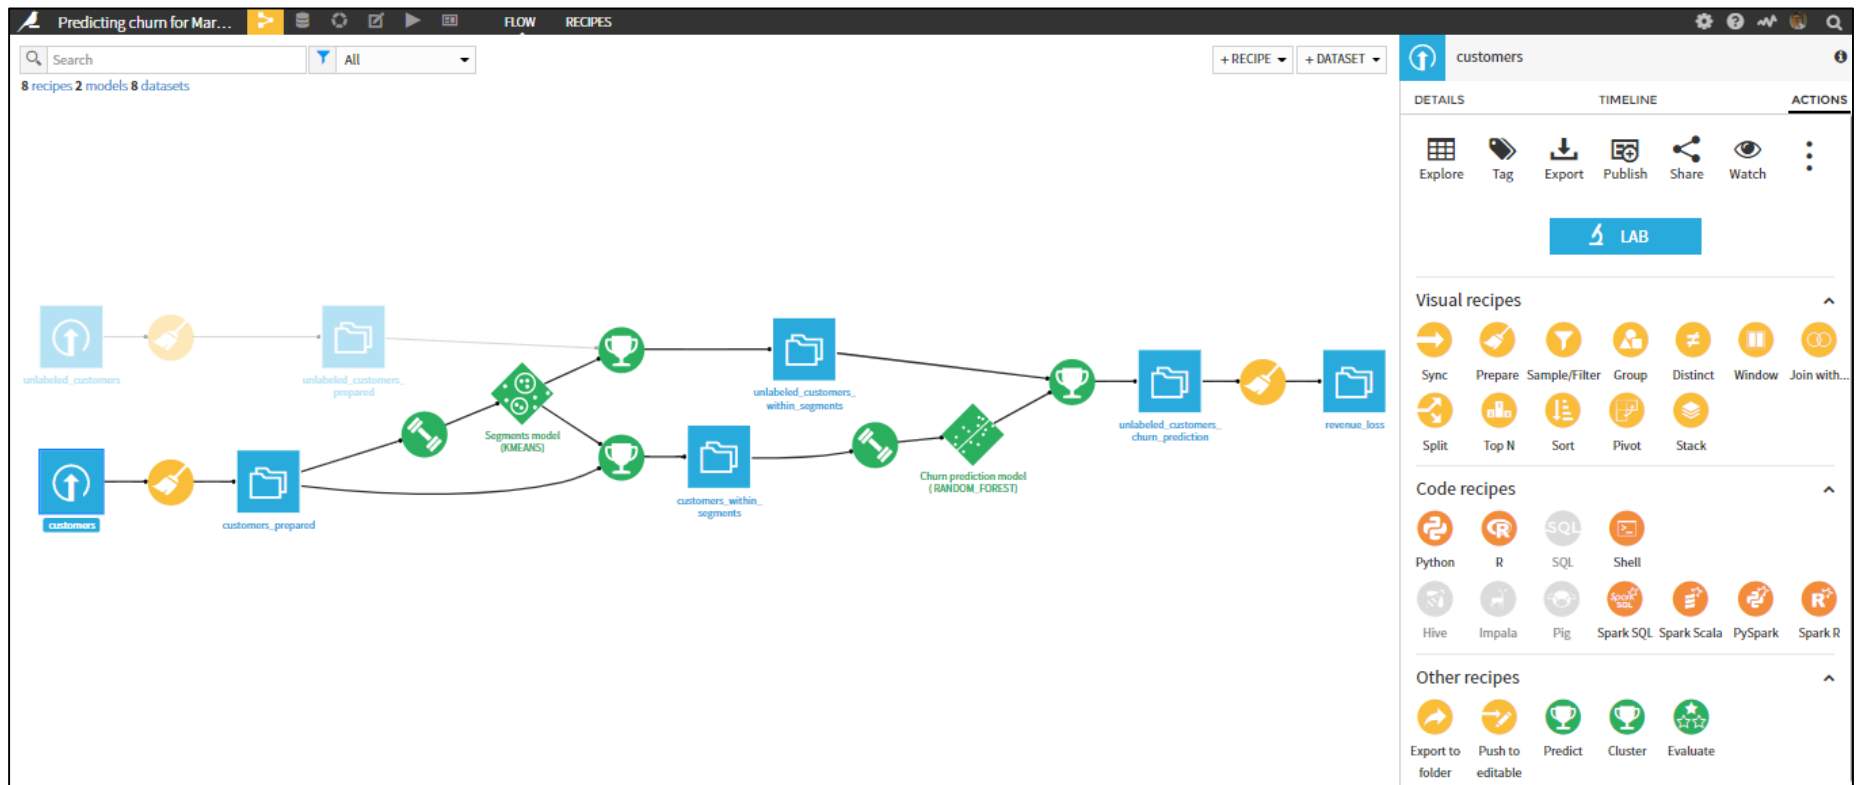 Predicting churn for Mar...
FLOW
RECIPES
Search
All
+ RECIPE
+ DATASET
8 recipes 2 models 8 datasets
unlabeled_customers
unlabeled_customers_
prepared
unlabeled_customers_
within_segments
Segments model
(KMEANS)
unlabeled_customers_
churn_prediction
revenue_loss
Churn prediction model
( RANDOM_FOREST)
customers
customers_prepared
customers_within_
segments
customers
DETAILS
TIMELINE
ACTIONS
Explore
Tag
Export
Publish
Share
Watch
LAB
Visual recipes
Sync
Prepare
Sample/Filter
Group
Distinct
Window
Join with...
Split
Top N
Sort
Pivot
Stack
Code recipes
SQL
Python
R
SQL
Shell
Spark
SQL
Hive
Impala
Pig
Spark SQL
Spark Scala
PySpark
Spark R
Other recipes
Export to
folder
Push to
editable
Predict
Cluster
Evaluate